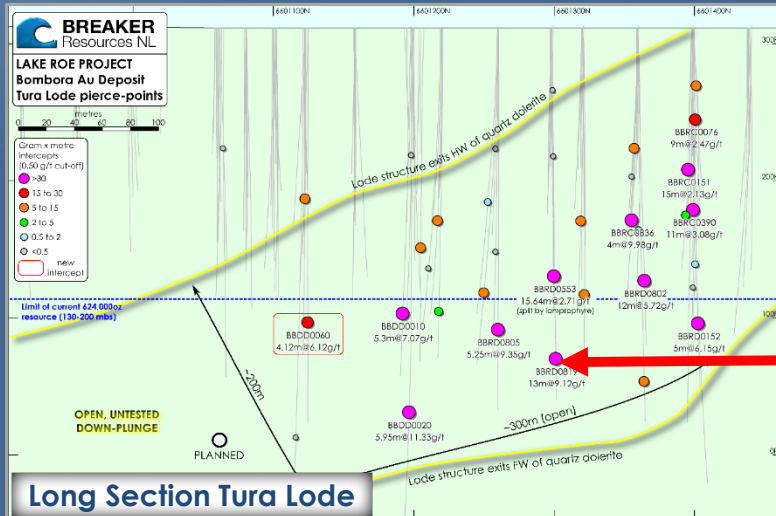 BREAKER
Resources NL
LAKE ROE PROJECT
Bombora Au Deposit
Tura Lode pierce-points
metres
0 20 40 60 80 100
Gram x metre
intercepts
(0.50 g/t cut-off)
>30
15 to 30
5 to 15
2 to 5
0.5 to 2
<0.5
new
intercept
6601100N
6601200N
6601300N
6601400N
Lode structure exits HW of quartz dolerite
BBRC0076
9m@2.47g/t
BBRC0151
15m@2.13g/t
BBRC0390
11m@3.08g/t
4m@9.98g/t
BBRD0553
15.64m@2.71g/t
(split by lamprophyre)
BBRD0802
12m@5.72g/t
Limit of current 624,000oz
resource (130-200 mbs)
BBDD0060
4.12m@6.12g/t
BBDD0010
5.3m@7.07g/t
BBRD0805
5.25m@9.35g/t
BBRD0152
5m@6.15g/t
13m@9.12g/t
~200m
~300m [open]
BBDD0020
5.95m@11.33g/t
OPEN, UNTESTED
DOWN-PLUNGE
PLANNED
Lode structure exits FW of quartz dolerite
Long Section Tura Lode